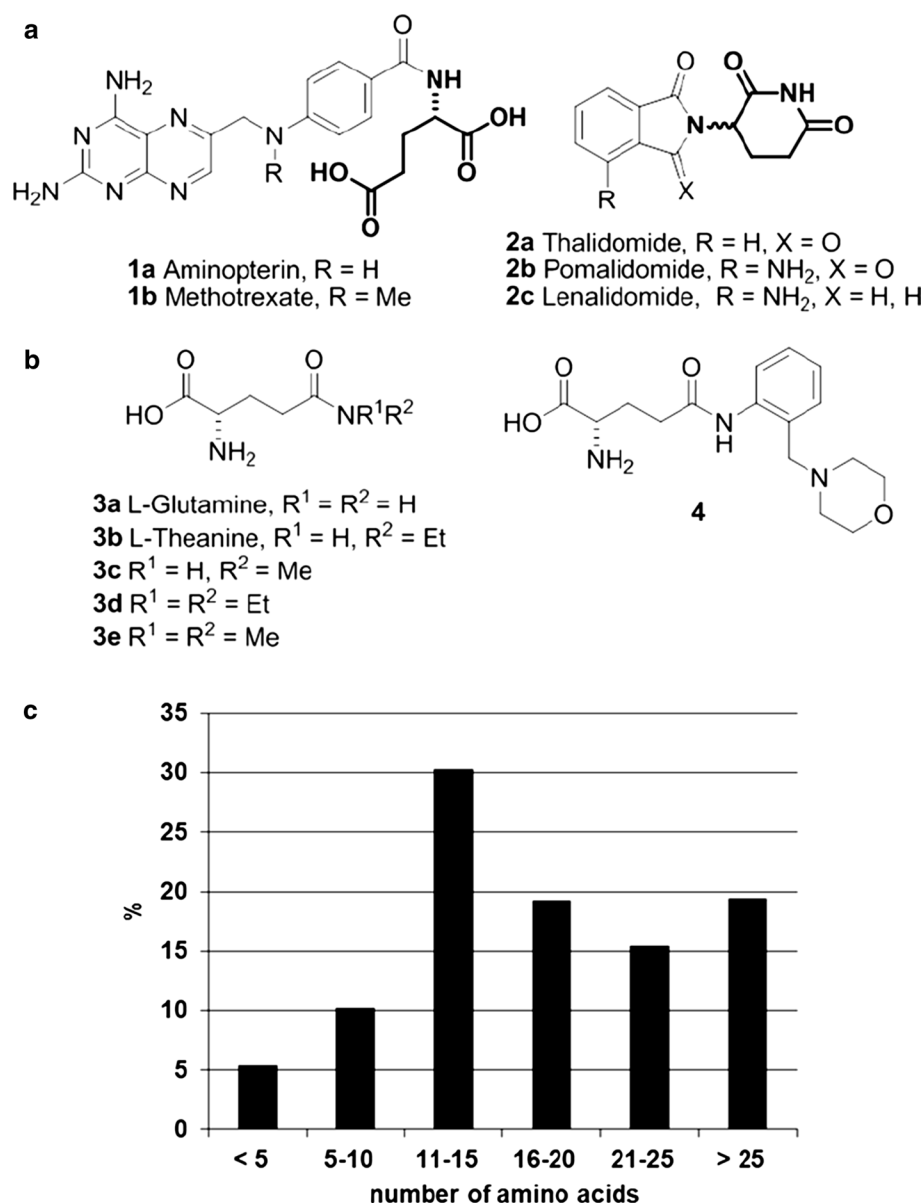 a
NH₂
N
N
N
N
H₂N
N
R
O
NH
OH
O
HO
O
1a Aminopterin, R = H
1b Methotrexate, R = Me
O
O
NH
N
O
R
X
2a Thalidomide, R = H, X = O
2b Pomalidomide, R = NH₂, X = O
2c Lenalidomide, R = NH₂, X = H, H
b
O
O
HO
NR¹R²
NH₂
3a L-Glutamine, R¹ = R² = H
3b L-Theanine, R¹ = H, R² = Et
3c R¹ = H, R² = Me
3d R¹ = R² = Et
3e R¹ = R² = Me
O
O
HO
N
H
NH₂
N
O
4
c
35
30
25
20
15
10
5
0
%
< 5 5-10 11-15 16-20 21-25 > 25
number of amino acids